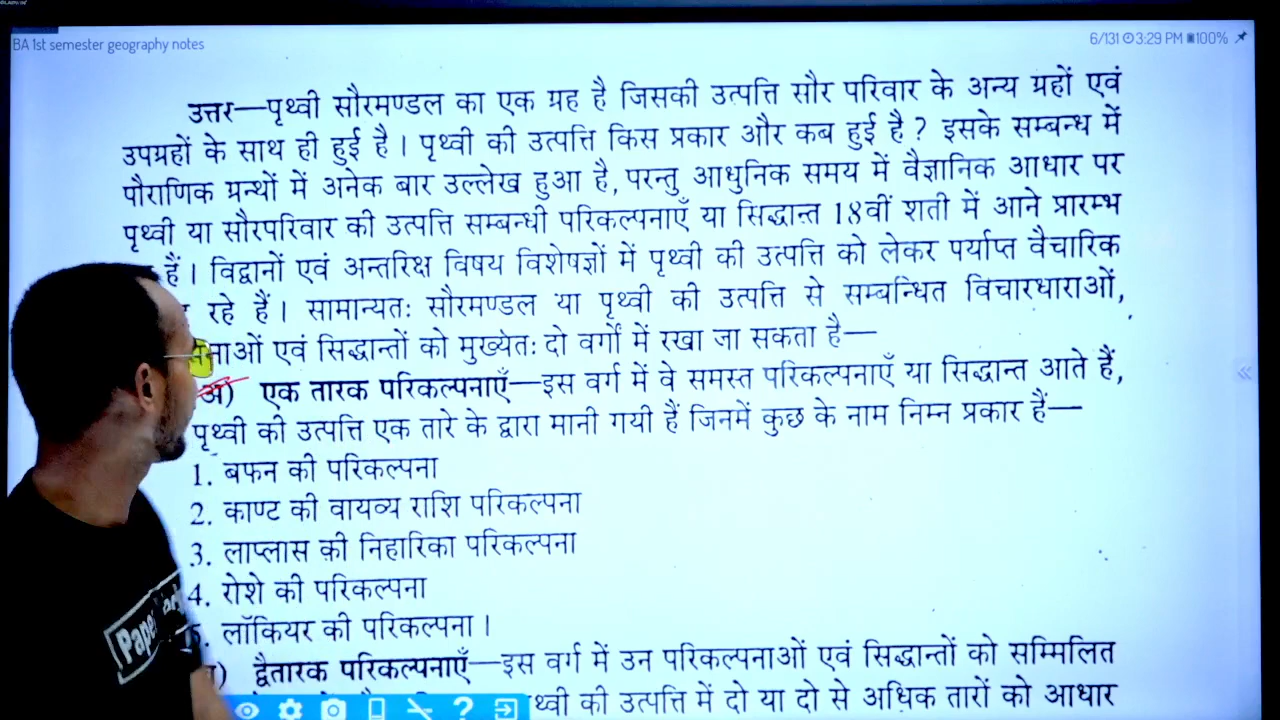 BA 1st semester geography notes
6/131 3:29 PM 100%
उत्तर—पृथ्वी सौरमण्डल का एक ग्रह है जिसकी उत्पत्ति सौर परिवार के अन्य ग्रहों एवं
उपग्रहों के साथ ही हुई है । पृथ्वी की उत्पत्ति किस प्रकार और कब हुई है ? इसके सम्बन्ध में
पौराणिक ग्रन्थों में अनेक बार उल्लेख हुआ है, परन्तु आधुनिक समय में वैज्ञानिक आधार पर
पृथ्वी या सौरपरिवार की उत्पत्ति सम्बन्धी परिकल्पनाएँ या सिद्धान्त 18वीं शती में आने प्रारम्भ
हैं । विद्वानों एवं अन्तरिक्ष विषय विशेषज्ञों में पृथ्वी की उत्पत्ति को लेकर पर्याप्त वैचारिक
रहे हैं । सामान्यतः सौरमण्डल या पृथ्वी की उत्पत्ति से सम्बन्धित विचारधाराओं,
नाओं एवं सिद्धान्तों को मुख्येतः दो वर्गों में रखा जा सकता है—
अ) एक तारक परिकल्पनाएँ—इस वर्ग में वे समस्त परिकल्पनाएँ या सिद्धान्त आते हैं,
पृथ्वी की उत्पत्ति एक तारे के द्वारा मानी गयी हैं जिनमें कुछ के नाम निम्न प्रकार हैं—
1. बफन की परिकल्पना
2. काण्ट की वायव्य राशि परिकल्पना
3. लाप्लास की निहारिका परिकल्पना
4. रोशे की परिकल्पना
5. लॉकियर की परिकल्पना ।
) द्वैतारक परिकल्पनाएँ—इस वर्ग में उन परिकल्पनाओं एवं सिद्धान्तों को सम्मिलित
थ्वी की उत्पत्ति में दो या दो से अधिक तारों को आधार